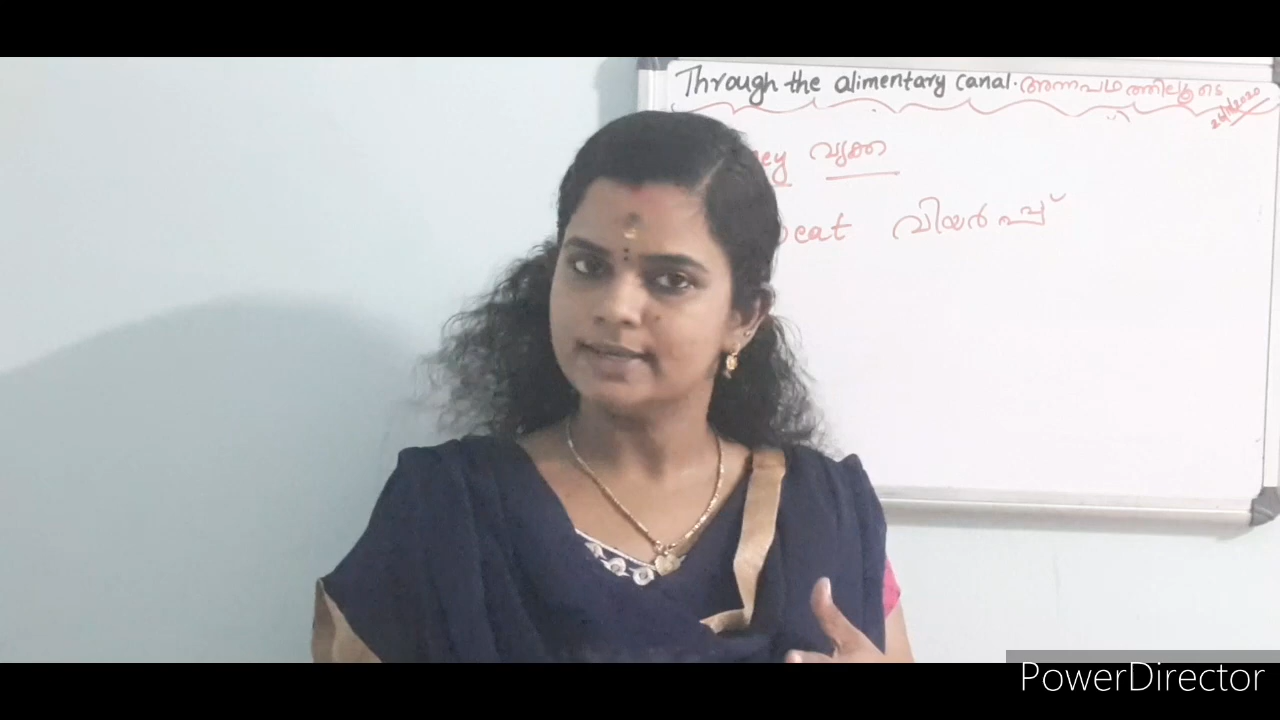 Through the alimentary canal. അന്നപഥത്തിലൂടെ
വൃക്ക
വിയർപ്പ്
PowerDirector